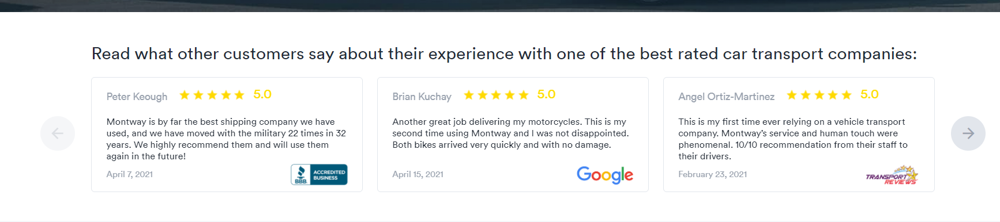 Read what other customers say about their experience with one of the best rated car transport companies:
Peter Keough 5.0
Montway is by far the best shipping company we have
used, and we have moved with the military 22 times in 32
years. We highly recommend them and will use them
again in the future!
April 7, 2021
BBB.
ACCREDITED
BUSINESS
Brian Kuchay 5.0
Another great job delivering my motorcycles. This is my
second time using Montway and I was not disappointed.
Both bikes arrived very quickly and with no damage.
April 15, 2021
Google
Angel Ortiz-Martinez 5.0
This is my first time ever relying on a vehicle transport
company. Montway’s service and human touch were
phenomenal. 10/10 recommendation from their staff to
their drivers.
February 23, 2021
TRANSPORT
REVIEWS